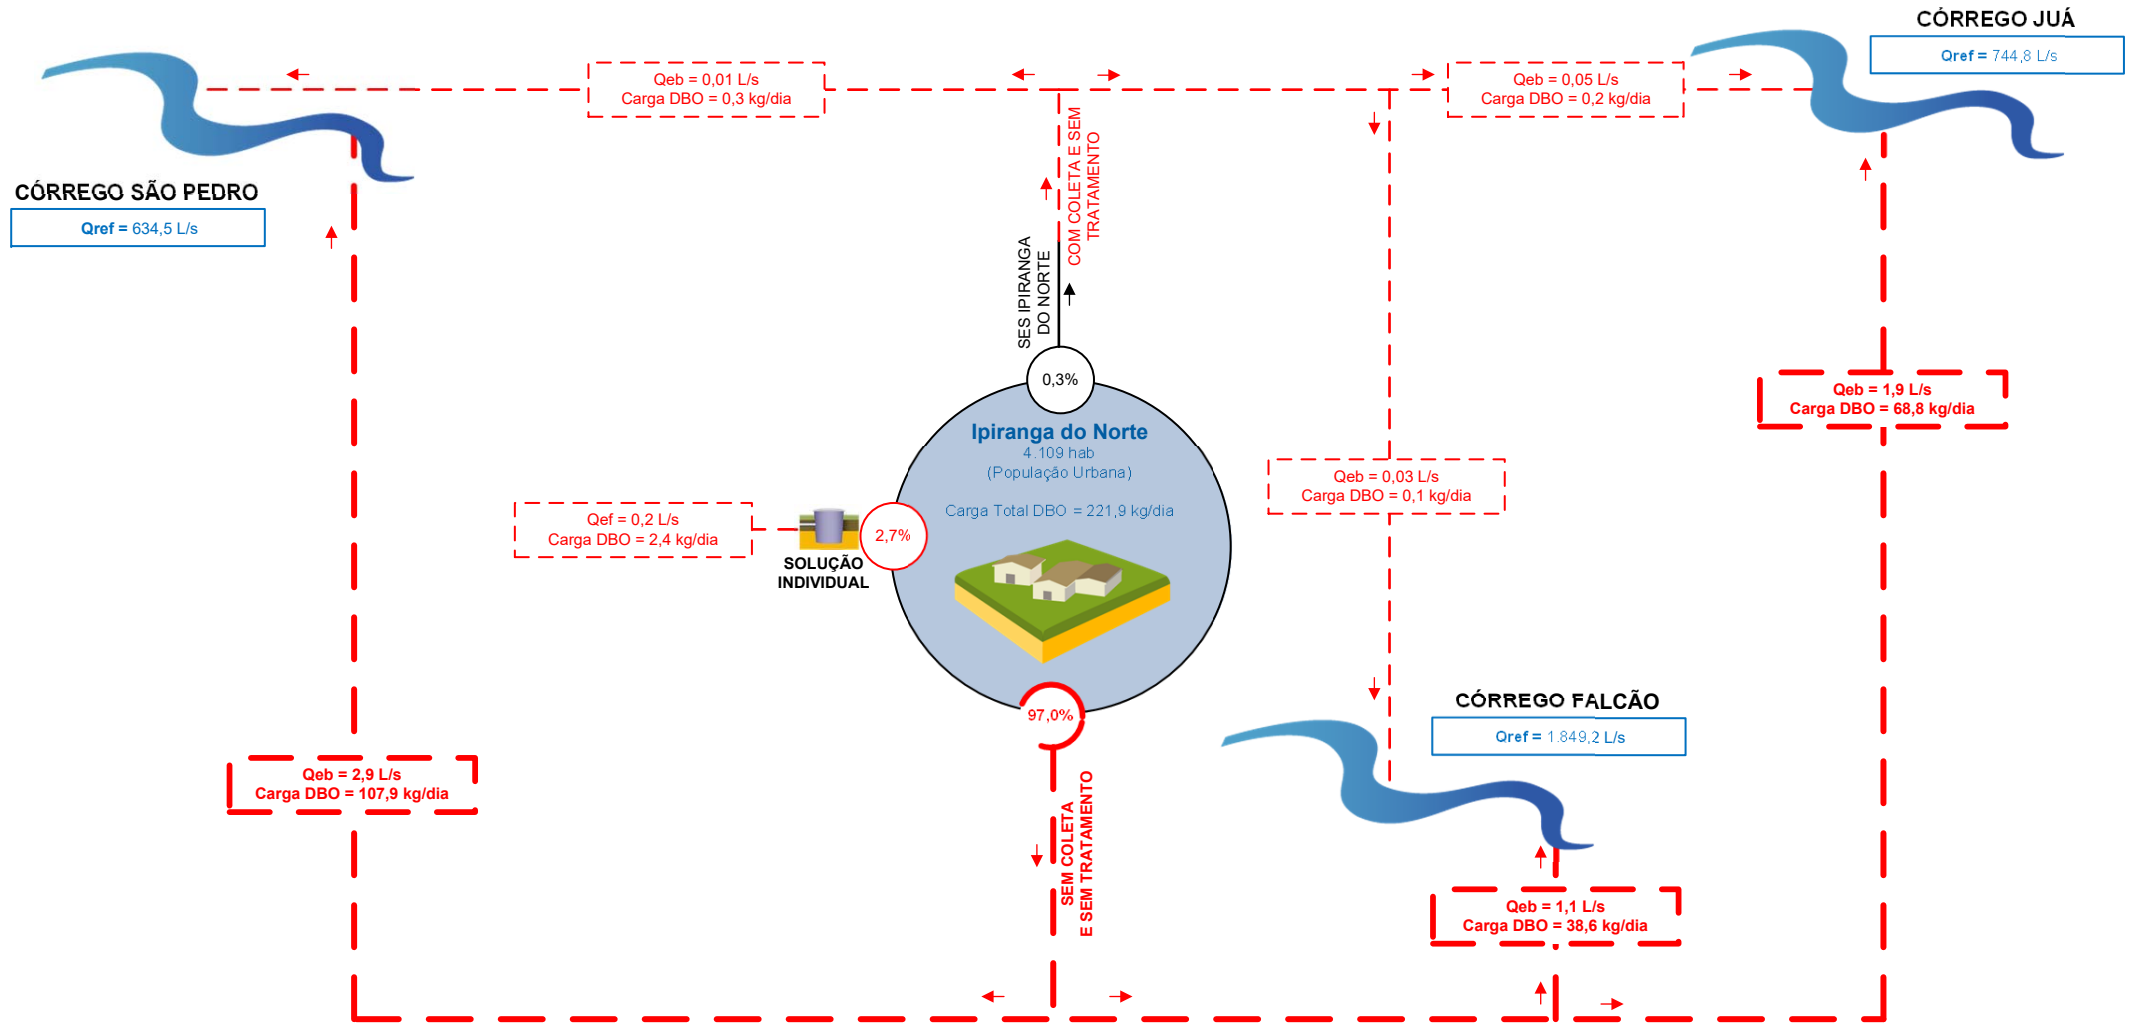 CÓRREGO JUÁ
Qref = 744,8 L/s
Qeb = 0,01 L/s
Carga DBO = 0,3 kg/dia
Qeb = 0,05 L/s
Carga DBO = 0,2 kg/dia
COM COLETA E SEM
TRATAMENTO
CÓRREGO SÃO PEDRO
Qref = 634,5 L/s
SES IPIRANGA
DO NORTE
0,3%
Qeb = 1,9 L/s
Carga DBO = 68,8 kg/dia
Ipiranga do Norte
4.109 hab
(População Urbana)
Carga Total DBO = 221,9 kg/dia
Qeb = 0,03 L/s
Carga DBO = 0,1 kg/dia
Qef = 0,2 L/s
Carga DBO = 2,4 kg/dia
2,7%
SOLUÇÃO
INDIVIDUAL
97,0%
CÓRREGO FALCÃO
Qref = 1.849,2 L/s
Qeb = 2,9 L/s
Carga DBO = 107,9 kg/dia
SEM COLETA
E SEM TRATAMENTO
Qeb = 1,1 L/s
Carga DBO = 38,6 kg/dia